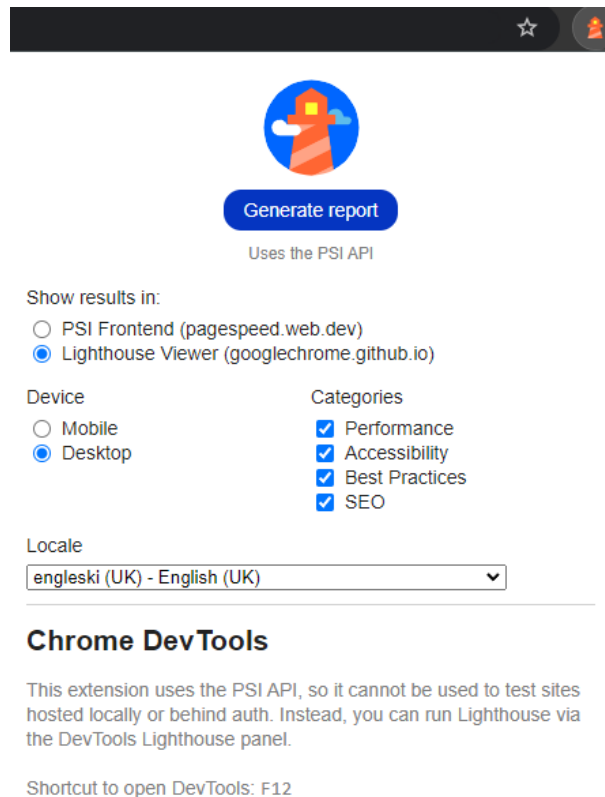 Generate report
Uses the PSI API
Show results in:
PSI Frontend (pagespeed.web.dev)
Lighthouse Viewer (googlechrome.github.io)
Device
Mobile
Desktop
Categories
Performance
Accessibility
Best Practices
SEO
Locale
engleski (UK) - English (UK)
Chrome DevTools
This extension uses the PSI API, so it cannot be used to test sites
hosted locally or behind auth. Instead, you can run Lighthouse via
the DevTools Lighthouse panel.
Shortcut to open DevTools: F12